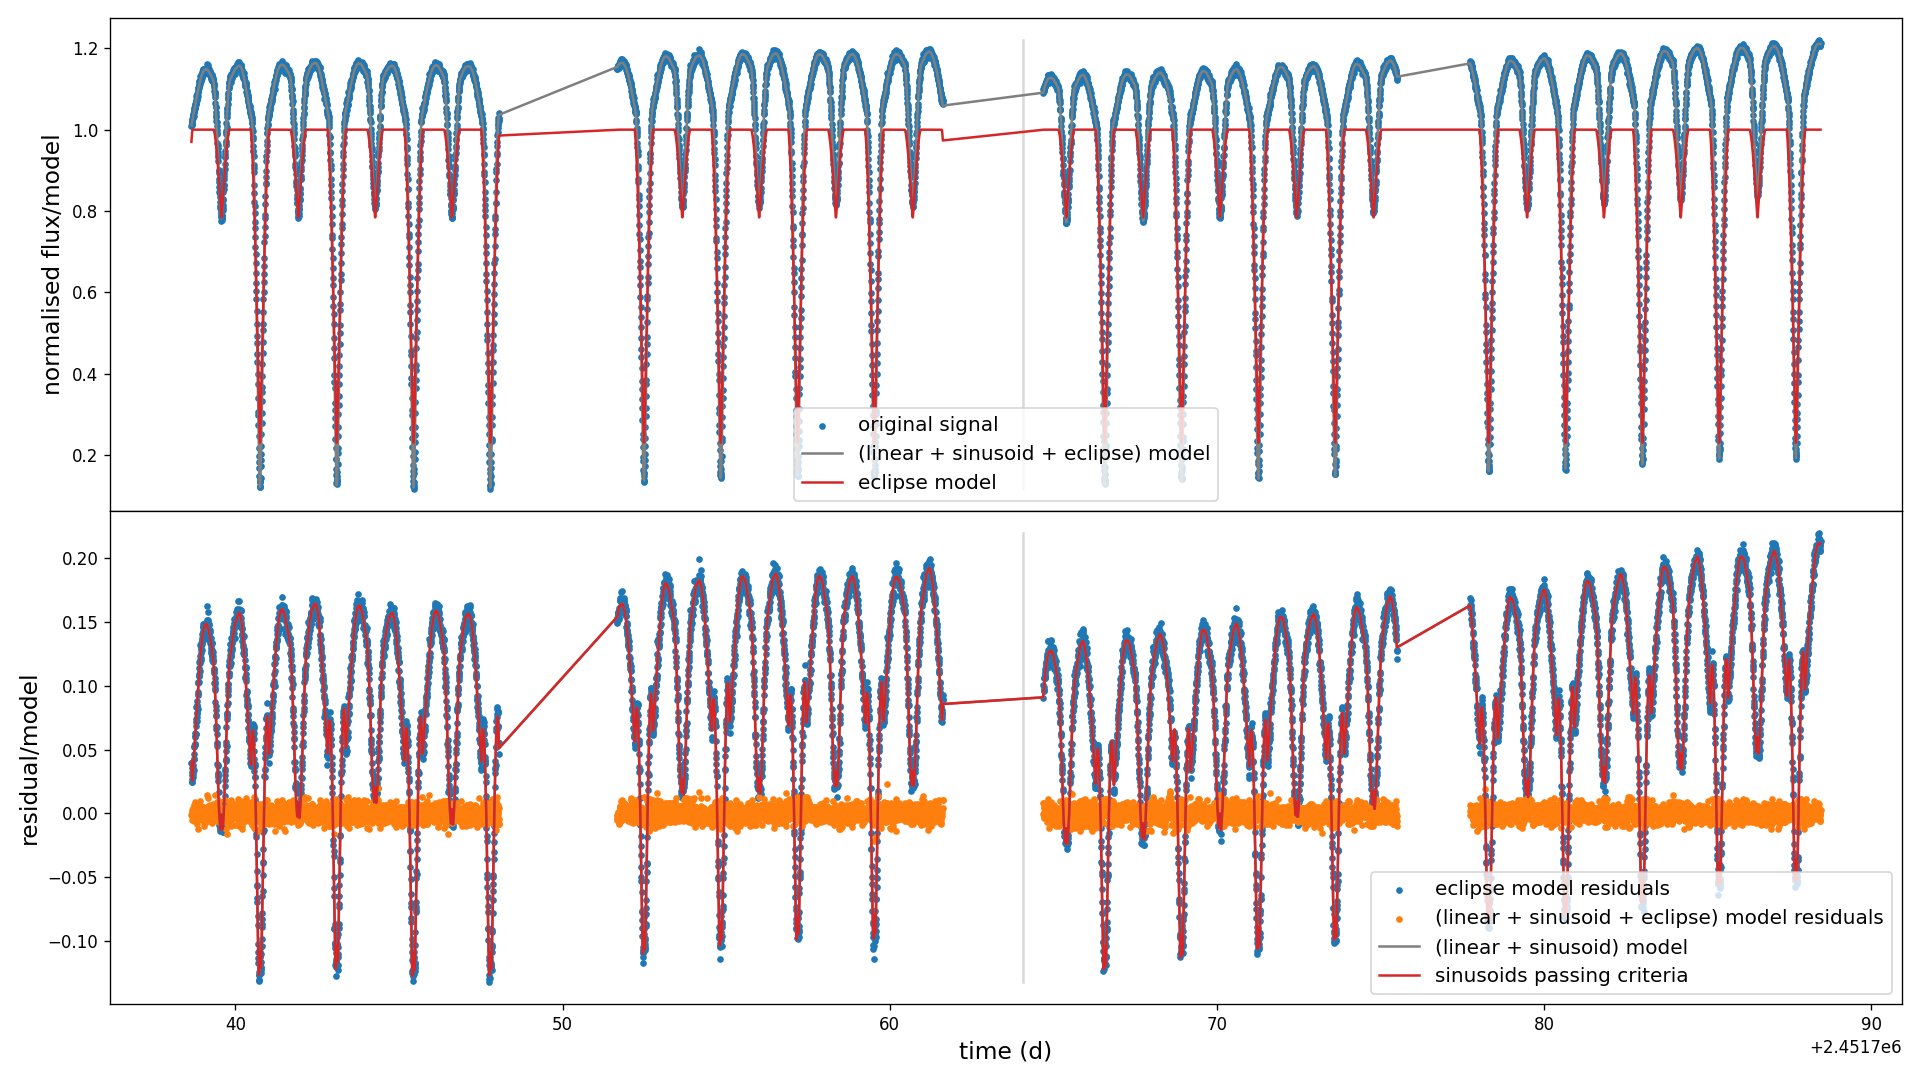 1.2
1.0
0.8
0.6
0.4
0.2
normalised flux/model
original signal
(linear + sinusoid + eclipse) model
eclipse model
0.20
0.15
0.10
0.05
0.00
−0.05
−0.10
residual/model
eclipse model residuals
(linear + sinusoid + eclipse) model residuals
(linear + sinusoid) model
sinusoids passing criteria
40
50
60
70
80
90
time (d)
+2.4517e6